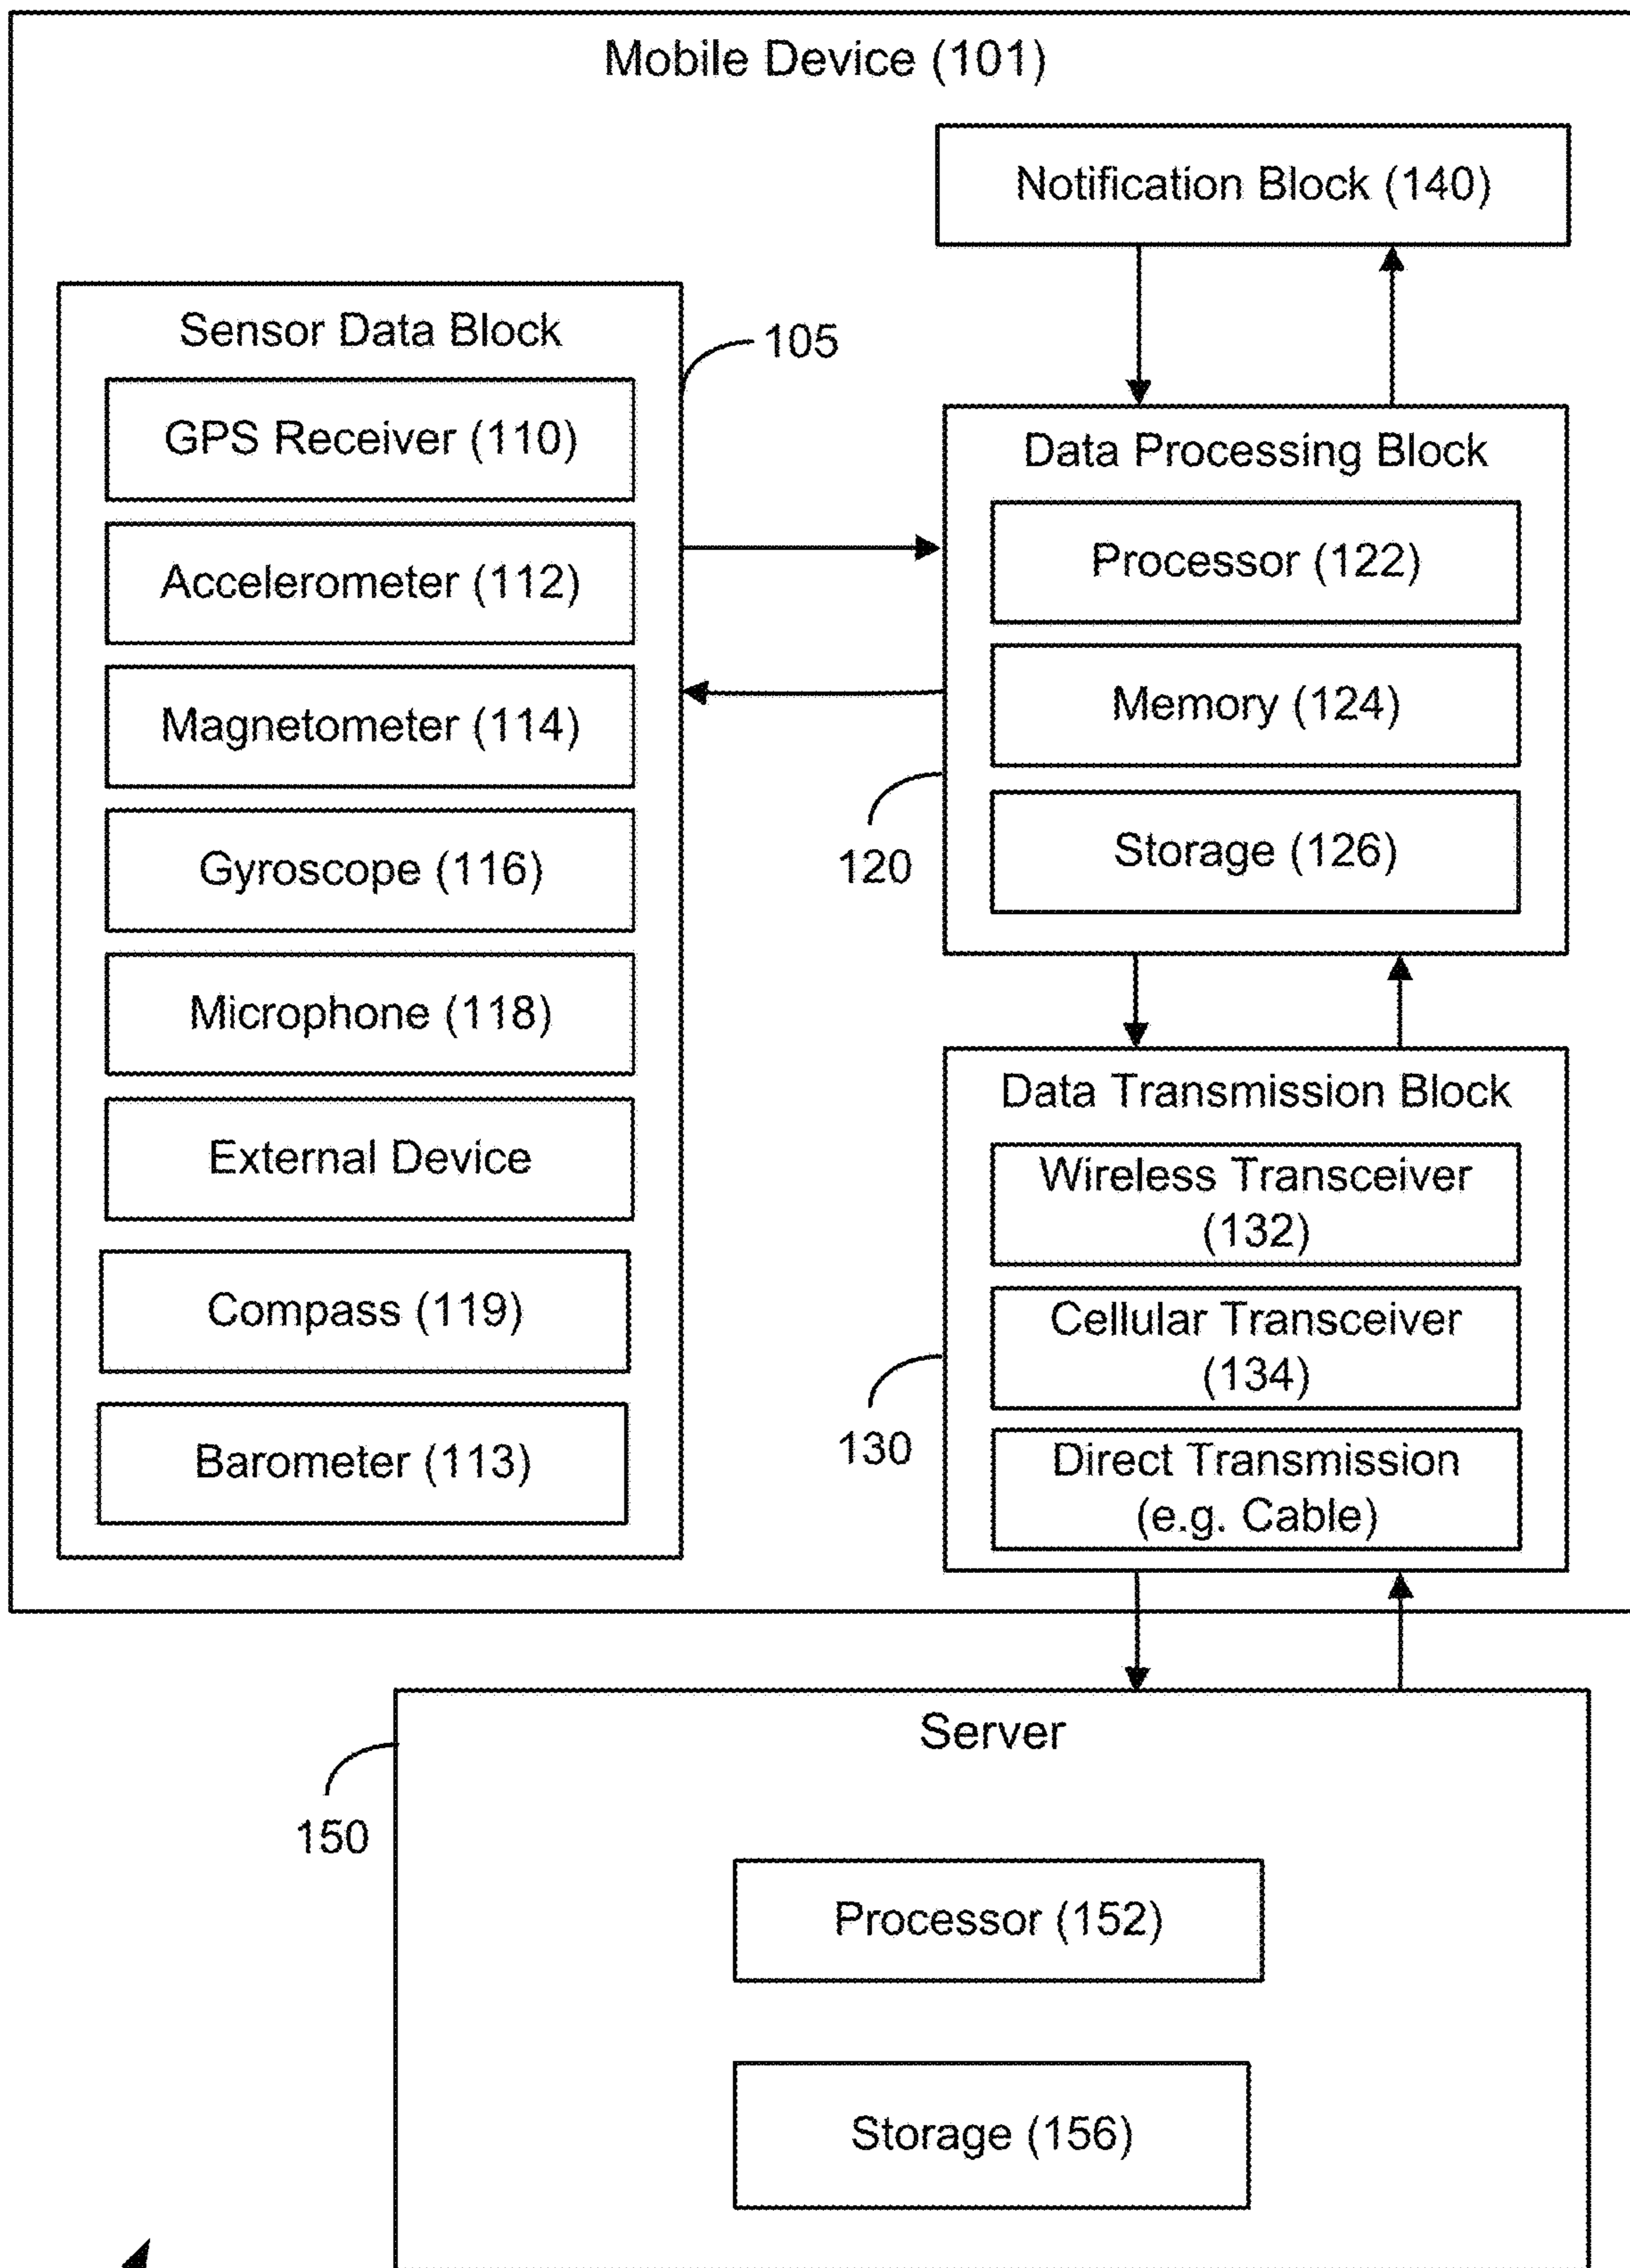 Mobile Device (101)
Notification Block (140)
Sensor Data Block
105
GPS Receiver (110)
Accelerometer (112)
Magnetometer (114)
Gyroscope (116)
Microphone (118)
External Device
Compass (119)
Barometer (113)
Data Processing Block
Processor (122)
Memory (124)
Storage (126)
120
Data Transmission Block
Wireless Transceiver
(132)
Cellular Transceiver
(134)
Direct Transmission
(e.g. Cable)
130
Server
150
Processor (152)
Storage (156)